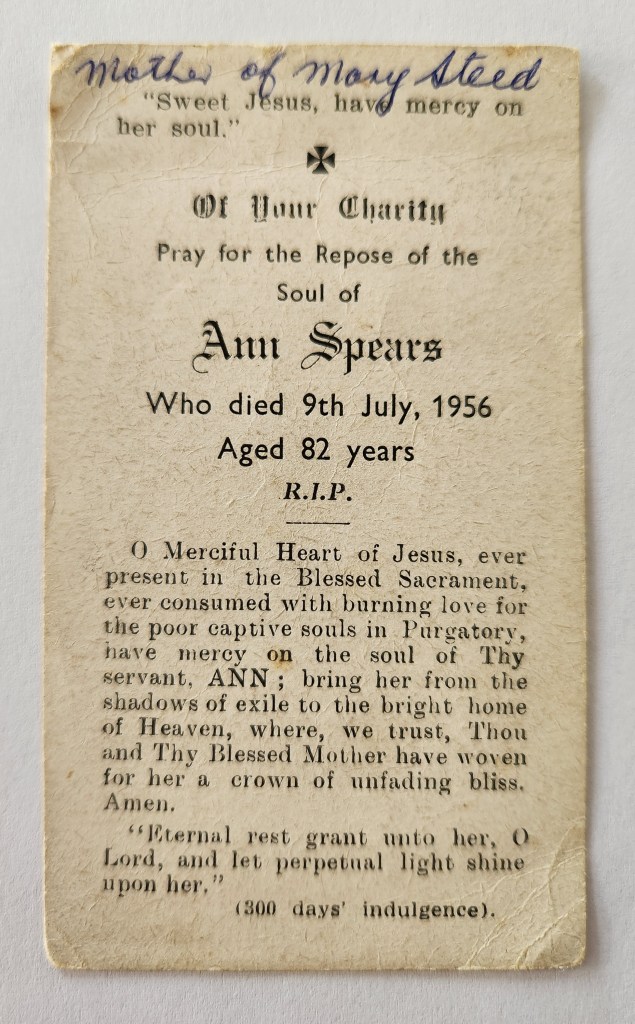 Mother of Mary Steed
"Sweet Jesus, have mercy on
her soul."
Of Your Charity
Pray for the Repose of the
Soul of
Ann Spears
Who died 9th July, 1956
Aged 82 years
R.I.P.
O Merciful Heart of Jesus, ever
present in the Blessed Sacrament,
ever consumed with burning love for
the poor captive souls in Purgatory,
have mercy on the soul of Thy
servant, ANN ; bring her from the
shadows of exile to the bright home
of Heaven, where, we trust, Thou
and Thy Blessed Mother have woven
for her a crown of unfading bliss.
Amen.
"Eternal rest grant unto her, O
Lord, and let perpetual light shine
upon her."
(300 days' indulgence).